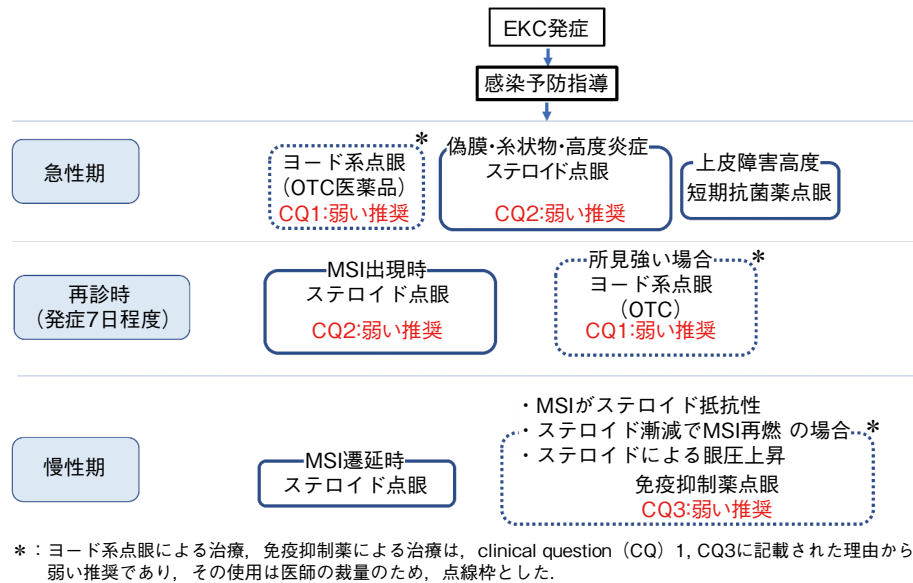 EKC発症
感染予防指導
急性期
*
ヨード系点眼
(OTC医薬品)
CQ1:弱い推奨
偽膜・糸状物・高度炎症
ステロイド点眼
CQ2:弱い推奨
上皮障害高度
短期抗菌薬点眼
再診時
(発症7日程度)
MSI出現時
ステロイド点眼
CQ2:弱い推奨
所見強い場合
*
ヨード系点眼
(OTC)
CQ1:弱い推奨
慢性期
MSI遷延時
ステロイド点眼
・MSIがステロイド抵抗性
・ステロイド漸減でMSI再燃 の場合
*
・ステロイドによる眼圧上昇
免疫抑制薬点眼
CQ3:弱い推奨
*:ヨード系点眼による治療,免疫抑制薬による治療は,clinical question(CQ)1, CQ3に記載された理由から
弱い推奨であり,その使用は医師の裁量のため,点線枠とした.